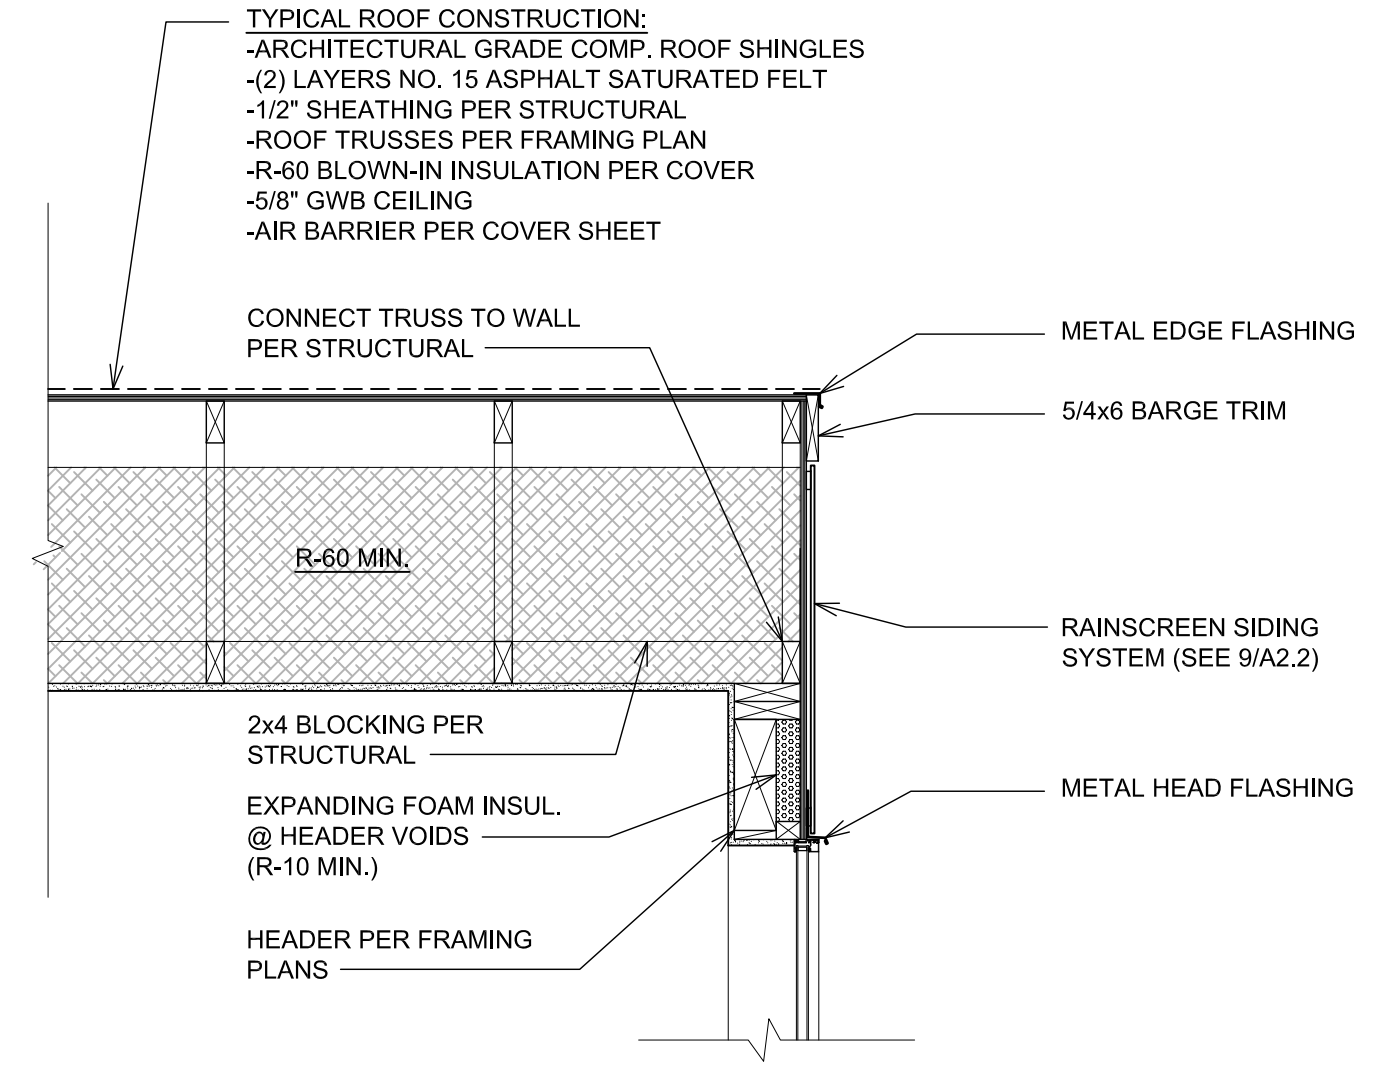 TYPICAL ROOF CONSTRUCTION:
-ARCHITECTURAL GRADE COMP. ROOF SHINGLES
-(2) LAYERS NO. 15 ASPHALT SATURATED FELT
-1/2" SHEATHING PER STRUCTURAL
-ROOF TRUSSES PER FRAMING PLAN
-R-60 BLOWN-IN INSULATION PER COVER
-5/8" GWB CEILING
-AIR BARRIER PER COVER SHEET
CONNECT TRUSS TO WALL
PER STRUCTURAL
METAL EDGE FLASHING
5/4x6 BARGE TRIM
R-60 MIN.
RAINSCREEN SIDING
SYSTEM (SEE 9/A2.2)
2x4 BLOCKING PER
STRUCTURAL
EXPANDING FOAM INSUL.
@ HEADER VOIDS
(R-10 MIN.)
METAL HEAD FLASHING
HEADER PER FRAMING
PLANS